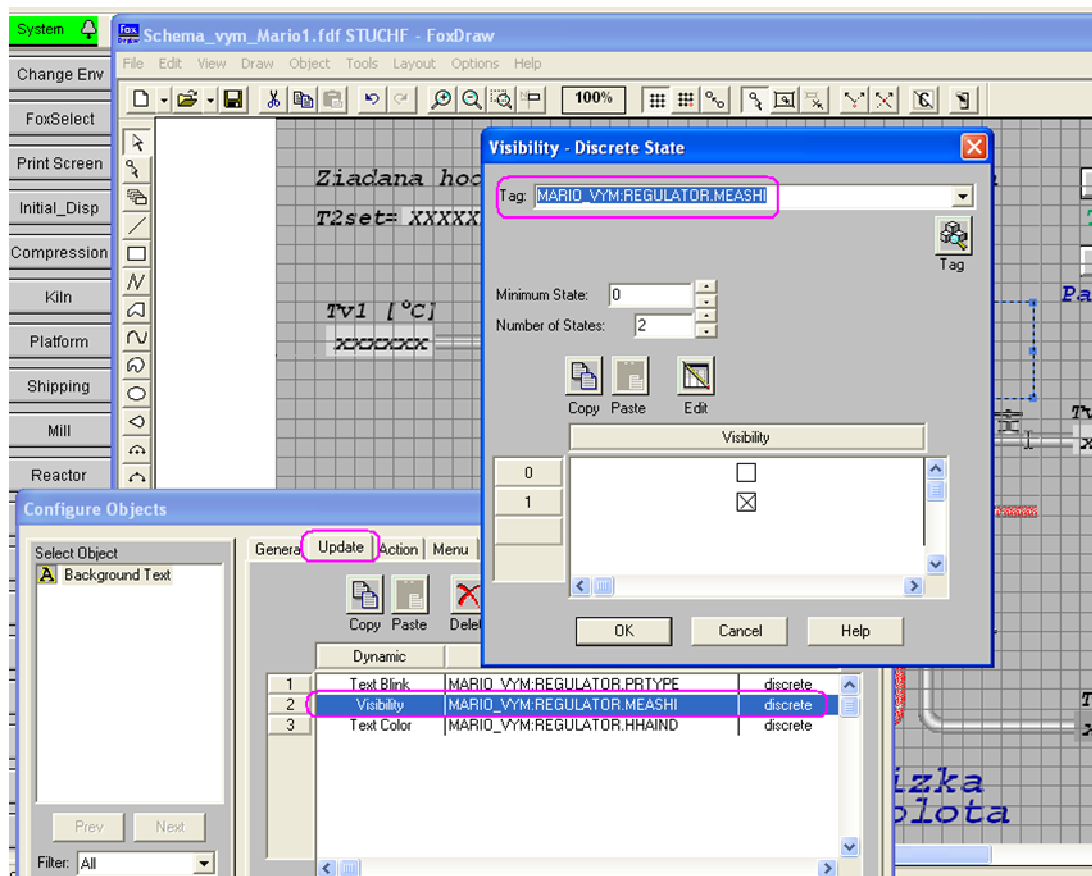 System
Change Env
FoxSelect
Print Screen
Initial_Disp
Compression
Kiln
Platform
Shipping
Mill
Reactor
Fox
Draw
Schema_vym_Mario1.fdf STUCHF - FoxDraw
File Edit View Draw Object Tools Layout Options Help
100%
Ziadana hoc
T2set= XXXXX
Tv1 [°C]
xxxxxxx
Pa
Visibility - Discrete State
Tag: MARIO_VYM:REGULATOR.MEASHI
Tag
Minimum State: 0
Number of States: 2
Copy Paste Edit
Visibility
0
1
OK Cancel Help
Configure Objects
Select Object
A Background Text
Prev Next
Filter: All
Genera Update Action Menu
Copy Paste Delet
Dynamic
1 Text Blink MARIO_VYM:REGULATOR.PRTYPE discrete
2 Visibility MARIO_VYM:REGULATOR.MEASHI discrete
3 Text Color MARIO_VYM:REGULATOR.HHAIND discrete
izka
plota